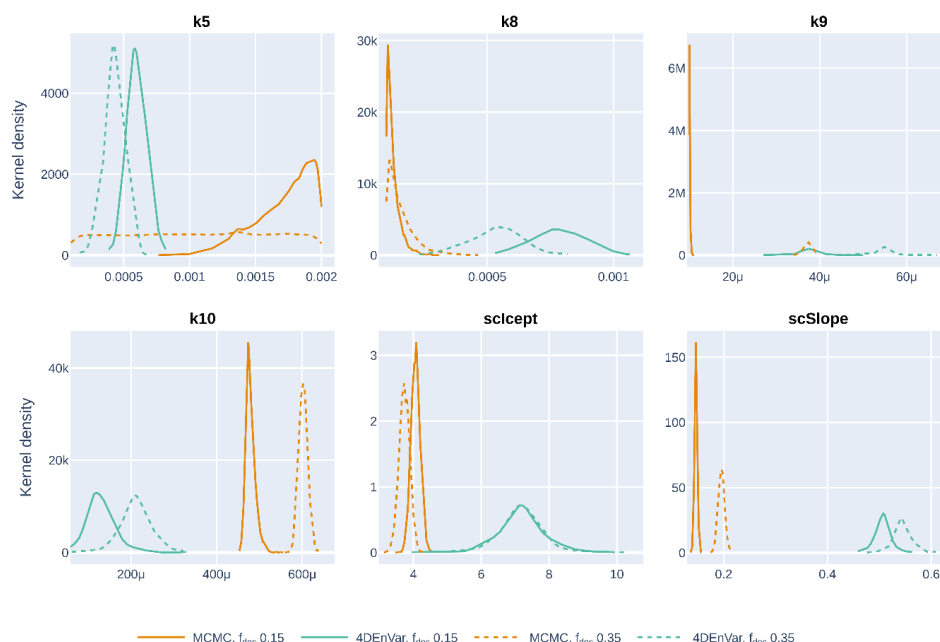 k5
k8
k9
Kernel density
4000
2000
0
0.0005
0.001
0.0015
0.002
30k
20k
10k
0
0.0005
0.001
6M
4M
2M
0
20μ
40μ
60μ
k10
scIcept
scSlope
Kernel density
40k
20k
0
200μ
400μ
600μ
3
2
1
0
4
6
8
10
150
100
50
0
0.2
0.4
0.6
MCMC, f 0.15
4DEnVar, f 0.15
MCMC, f 0.35
4DEnVar, f 0.35